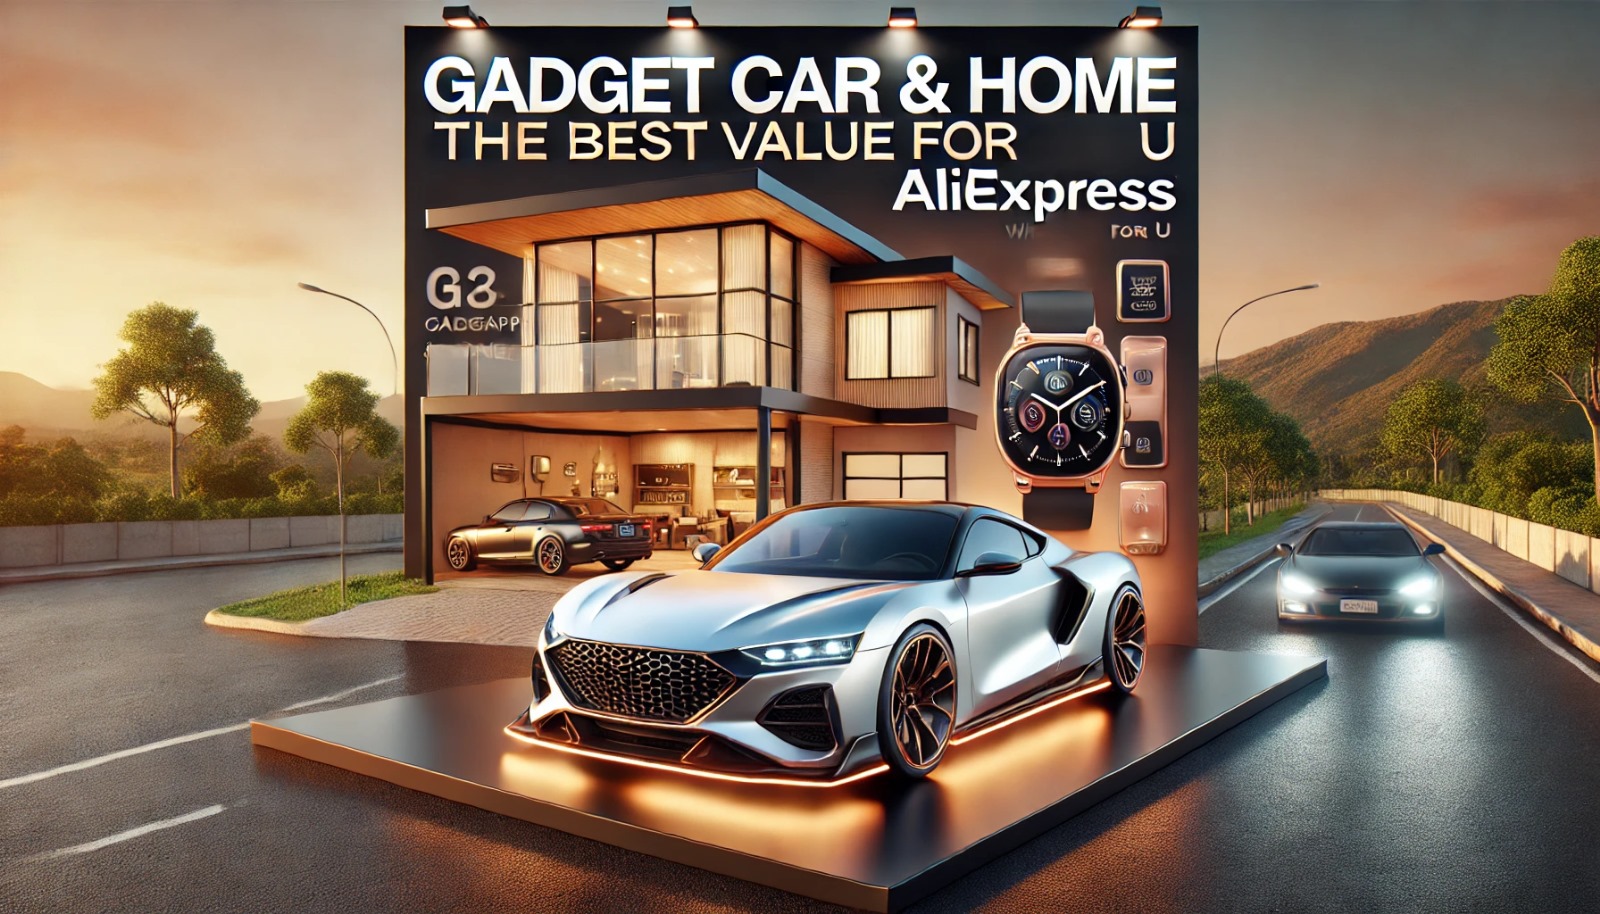 GADGET CAR & HOME
THE BEST VALUE FOR U
AliExpress
FOR U
G3